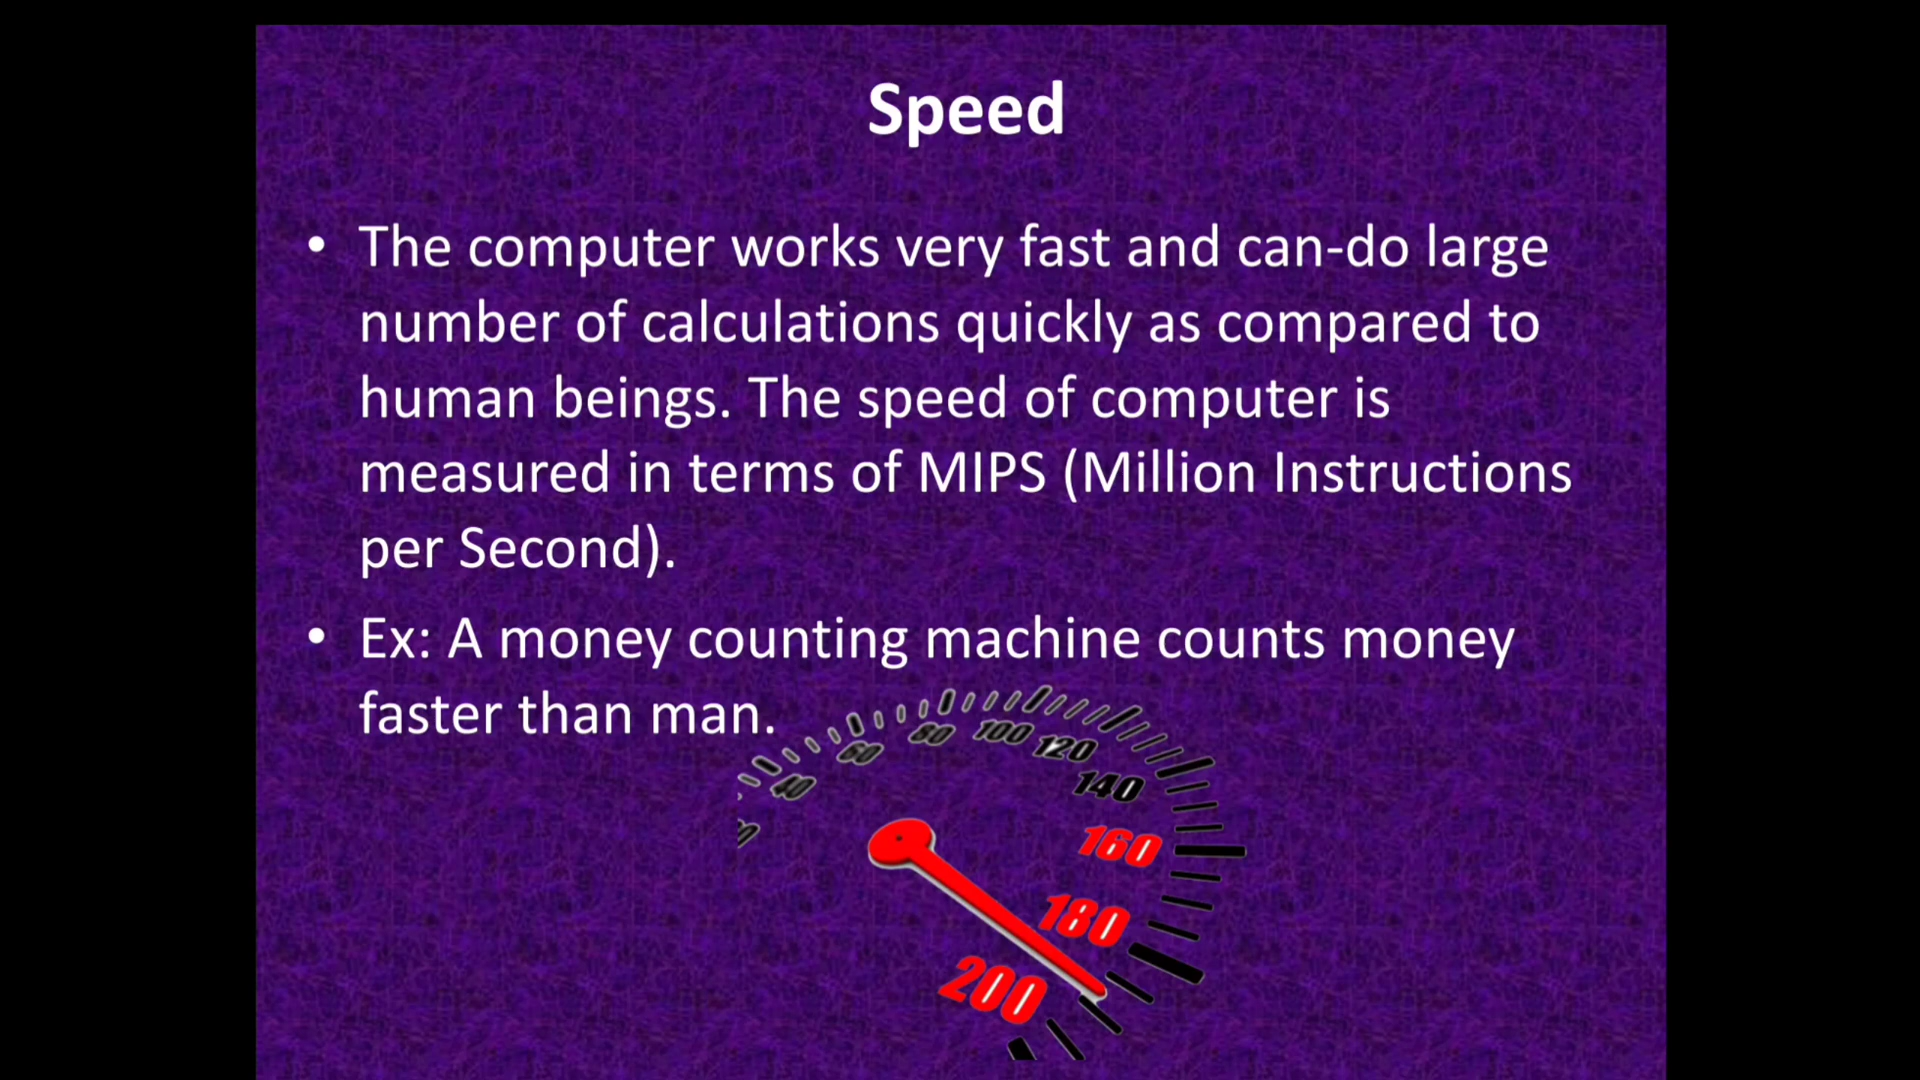 Speed
• The computer works very fast and can-do large
number of calculations quickly as compared to
human beings. The speed of computer is
measured in terms of MIPS (Million Instructions
per Second).
• Ex: A money counting machine counts money
faster than man.
40
60
80
100
120
140
160
180
200